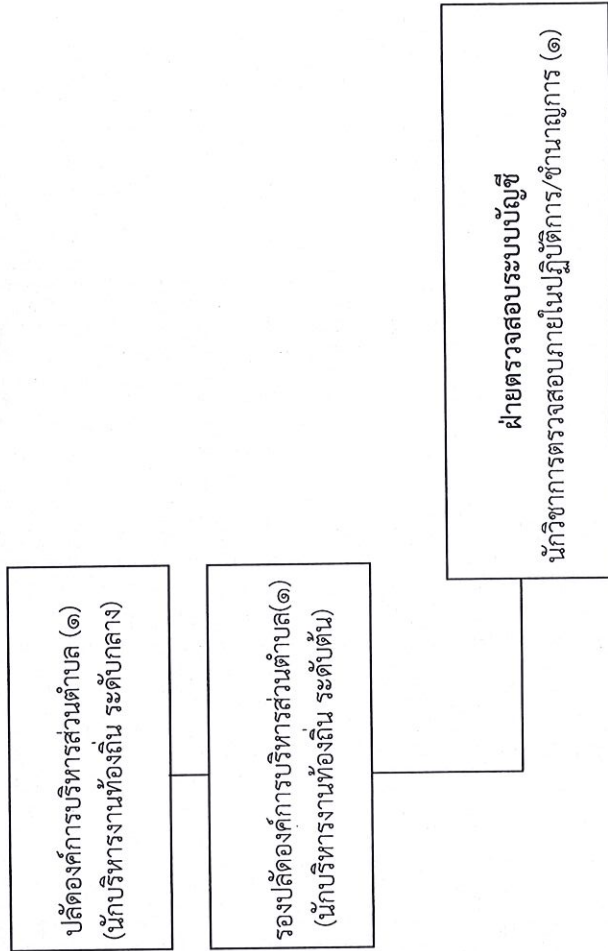 ปลัดองค์การบริหารส่วนตำบล (๑)
(นักบริหารงานท้องถิ่น ระดับกลาง)
รองปลัดองค์การบริหารส่วนตำบล(๑)
(นักบริหารงานท้องถิ่น ระดับต้น)
ฝ่ายตรวจสอบระบบบัญชี
นักวิชาการตรวจสอบภายในปฏิบัติการ/ชำนาญการ (๑)